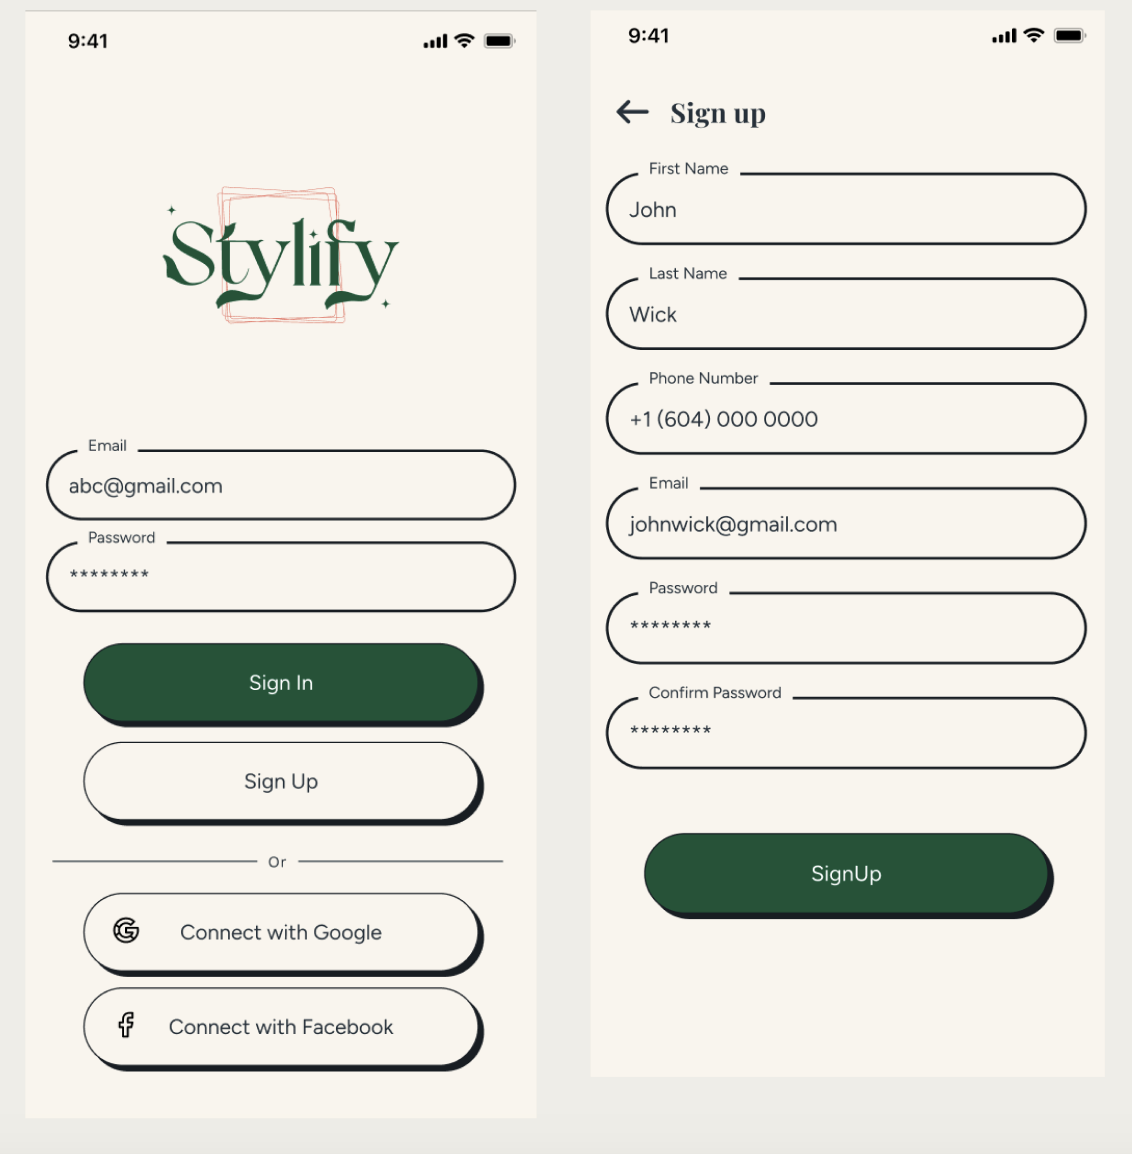 9:41
Stylify
Email
abc@gmail.com
Password
********
Sign In
Sign Up
Or
Connect with Google
Connect with Facebook
9:41
Sign up
First Name
John
Last Name
Wick
Phone Number
+1 (604) 000 0000
Email
johnwick@gmail.com
Password
********
Confirm Password
********
SignUp